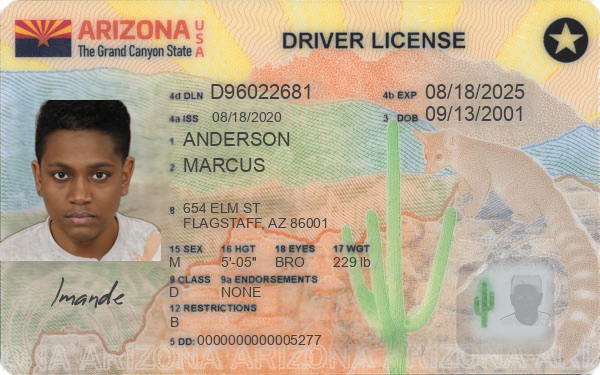 ARIZONA USA
The Grand Canyon State
DRIVER LICENSE
4d DLN D96022681
4b EXP 08/18/2025
4a ISS 08/18/2020
3 DOB 09/13/2001
1 ANDERSON
2 MARCUS
8 654 ELM ST
FLAGSTAFF, AZ 86001
15 SEX 16 HGT 18 EYES 17 WGT
M 5'-05" BRO 229 lb
9 CLASS 9a ENDORSEMENTS
D NONE
12 RESTRICTIONS
B
5 DD: 0000000000005277
Imande
ARIZONA ARIZONA ARIZONA ARIZONA